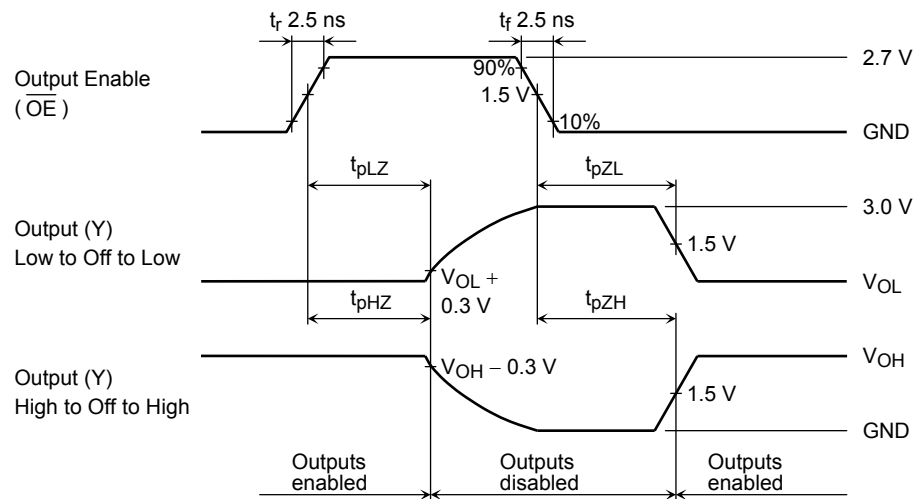 tr 2.5 ns
tf 2.5 ns
2.7 V
90%
Output Enable
( OE )
1.5 V
10%
GND
tpLZ
tpZL
3.0 V
Output (Y)
Low to Off to Low
1.5 V
VOL +
0.3 V
VOL
tpHZ
tpZH
VOH
VOH − 0.3 V
Output (Y)
High to Off to High
1.5 V
GND
Outputs
enabled
Outputs
disabled
Outputs
enabled